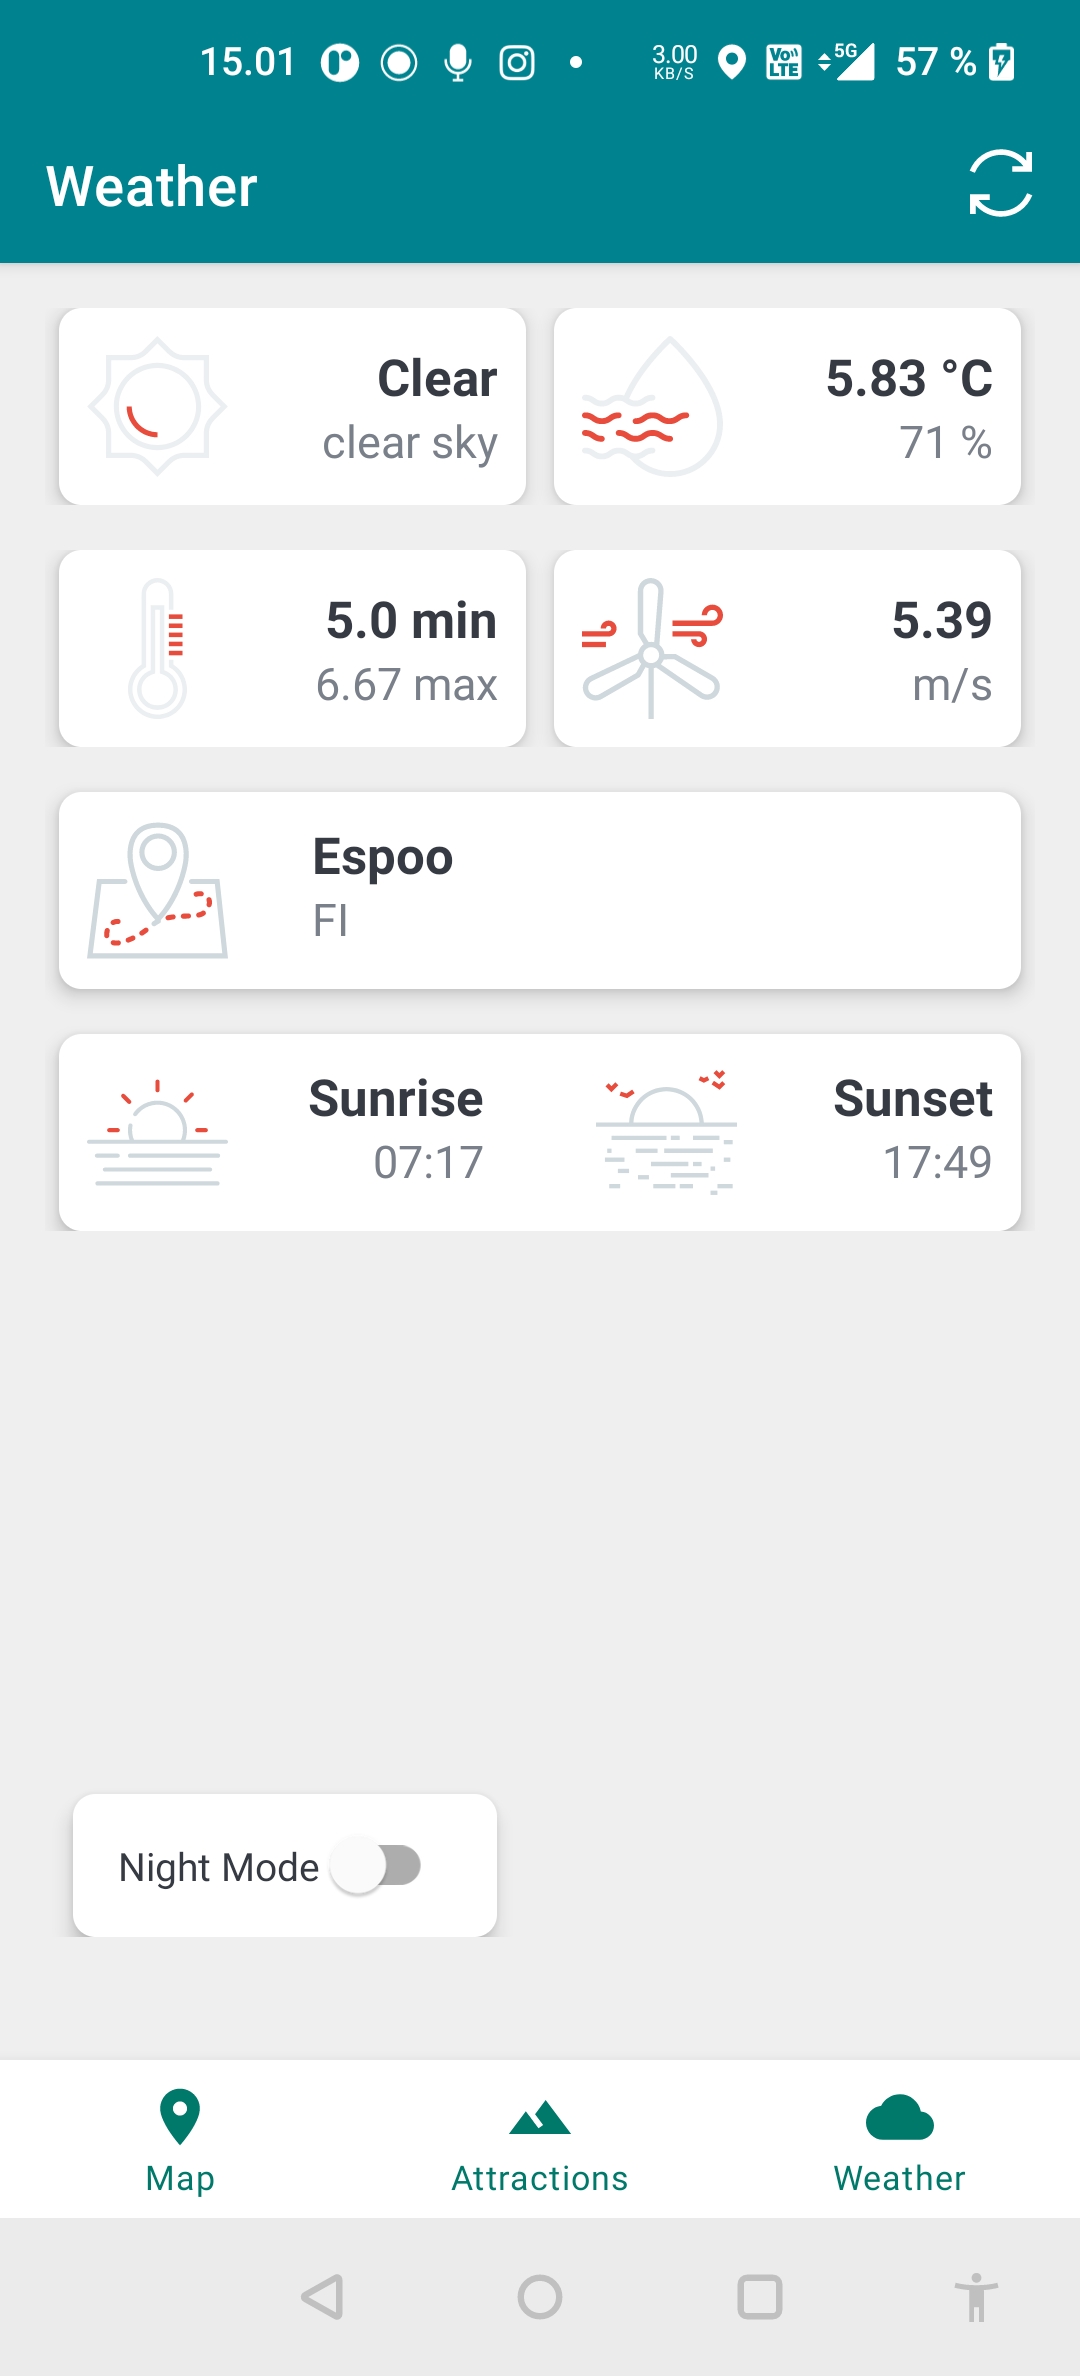 15.01 3.00 KB/S Vo LTE 5G 57 %
Weather
Clear
clear sky
5.83 °C
71 %
5.0 min
6.67 max
5.39
m/s
Espoo
FI
Sunrise
07:17
Sunset
17:49
Night Mode
Map
Attractions
Weather